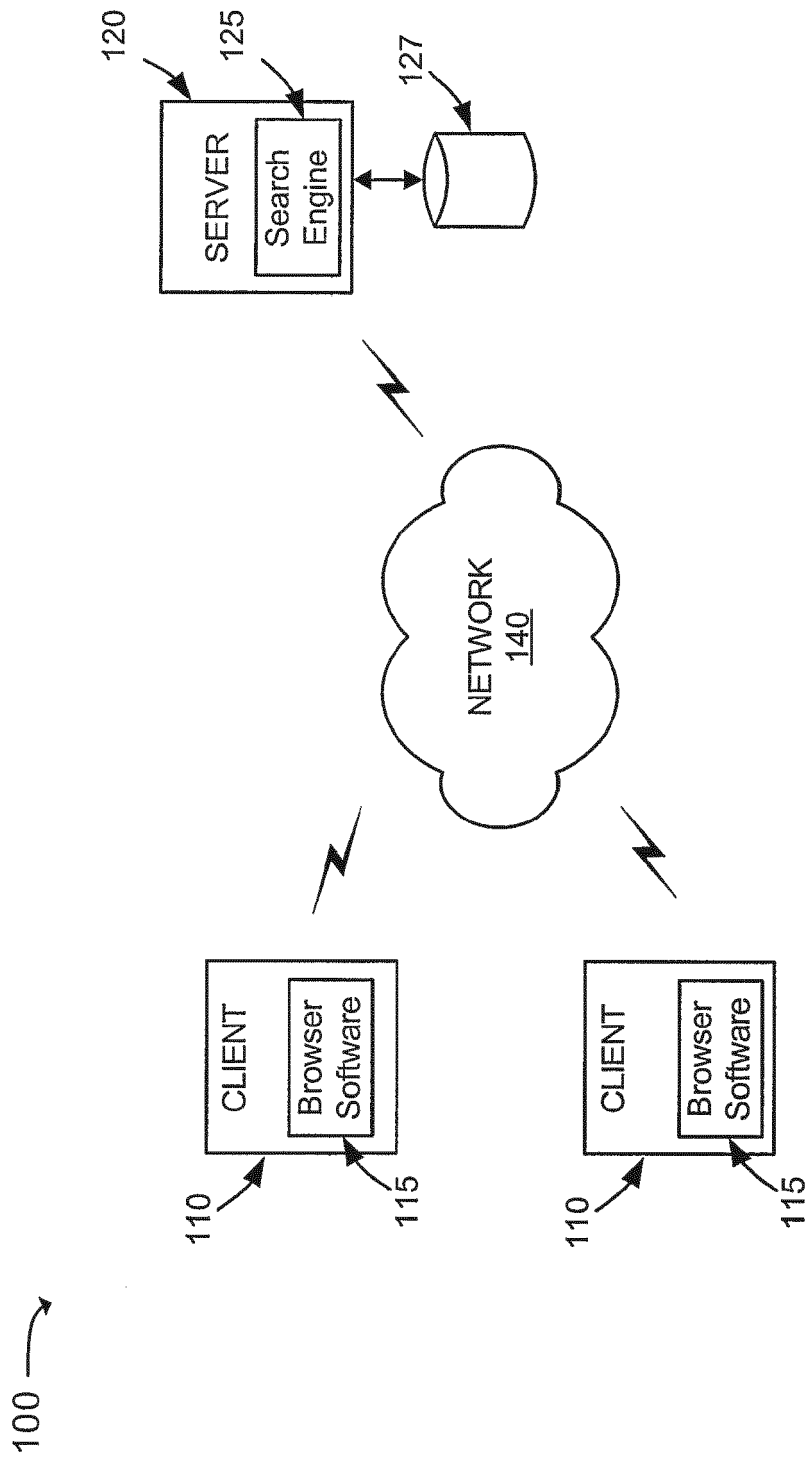 100
110
CLIENT
Browser
Software
115
110
CLIENT
Browser
Software
115
NETWORK
140
120
SERVER
125
Search
Engine
127